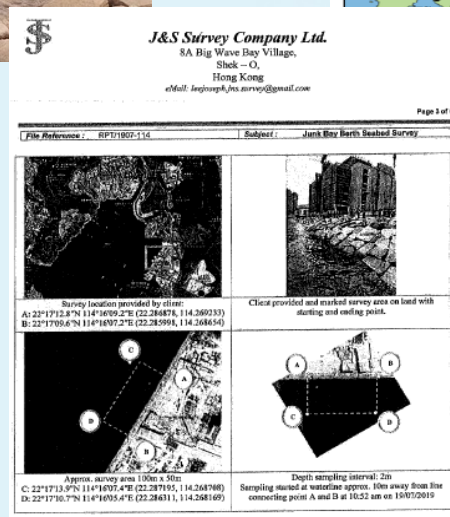 JS
J&S Survey Company Ltd.
8A Big Wave Bay Village,
Shek – O,
Hong Kong
eMail: leejoseph.jns.survey@gmail.com
Page 3 of
File Reference : RPT/1907-114 Subject : Junk Bay Berth Seabed Survey
Survey location provided by client:
A: 22°17'12.8"N 114°16'09.2"E (22.286878, 114.269233)
B: 22°17'09.6"N 114°16'07.2"E (22.285998, 114.268654)
Client provided and marked survey area on land with
starting and ending point.
C
A
D
B
Approx. survey area 100m x 50m
C: 22°17'13.9"N 114°16'07.4"E (22.287195, 114.268708)
D: 22°17'10.7"N 114°16'05.4"E (22.286311, 114.268169)
A
B
C
D
Depth sampling interval: 2m
Sampling started at waterline approx. 10m away from line
connecting point A and B at 10:52 am on 19/07/2019